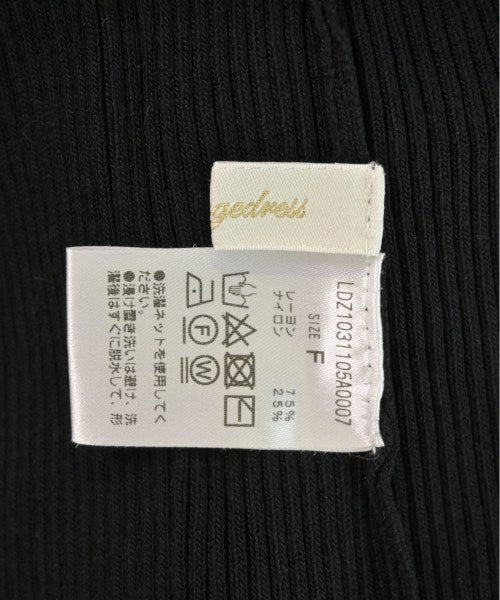 gedress
LDZ1031105A0007
SIZE F
レーヨン 75%
ナイロン 25%
F W
●洗濯ネットを使用してく
ださい。
●浸け置き洗いは避け、洗
濯後はすぐに脱水して、形